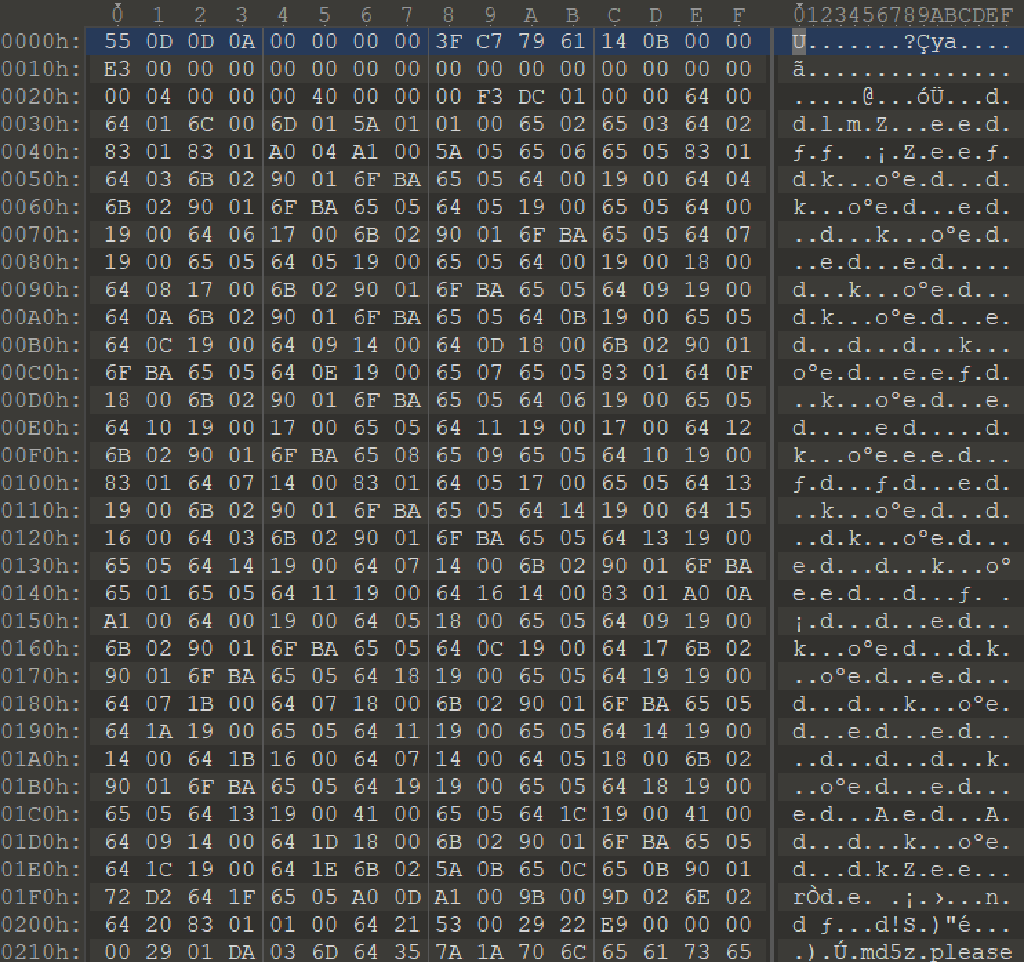 0 1 2 3 4 5 6 7 8 9 A B C D E F 0123456789ABCDEF
0000h: 55 0D 0D 0A 00 00 00 00 3F C7 79 61 14 0B 00 00 U.......?Çya....
0010h: E3 00 00 00 00 00 00 00 00 00 00 00 00 00 00 00 ã...............
0020h: 00 04 00 00 00 40 00 00 00 F3 DC 01 00 00 64 00 .....@...óÜ...d.
0030h: 64 01 6C 00 6D 01 5A 01 01 00 65 02 65 03 64 02 d.l.m.Z...e.e.d.
0040h: 83 01 83 01 A0 04 A1 00 5A 05 65 06 65 05 83 01 ƒ.ƒ. .¡.Z.e.e.ƒ.
0050h: 64 03 6B 02 90 01 6F BA 65 05 64 00 19 00 64 04 d.k...oºe.d...d.
0060h: 6B 02 90 01 6F BA 65 05 64 05 19 00 65 05 64 00 k...oºe.d...e.d.
0070h: 19 00 64 06 17 00 6B 02 90 01 6F BA 65 05 64 07 ..d...k...oºe.d.
0080h: 19 00 65 05 64 05 19 00 65 05 64 00 19 00 18 00 ..e.d...e.d.....
0090h: 64 08 17 00 6B 02 90 01 6F BA 65 05 64 09 19 00 d...k...oºe.d...
00A0h: 64 0A 6B 02 90 01 6F BA 65 05 64 0B 19 00 65 05 d.k...oºe.d...e.
00B0h: 64 0C 19 00 64 09 14 00 64 0D 18 00 6B 02 90 01 d...d...d...k...
00C0h: 6F BA 65 05 64 0E 19 00 65 07 65 05 83 01 64 0F oºe.d...e.e.ƒ.d.
00D0h: 18 00 6B 02 90 01 6F BA 65 05 64 06 19 00 65 05 ..k...oºe.d...e.
00E0h: 64 10 19 00 17 00 65 05 64 11 19 00 17 00 64 12 d.....e.d.....d.
00F0h: 6B 02 90 01 6F BA 65 08 65 09 65 05 64 10 19 00 k...oºe.e.e.d...
0100h: 83 01 64 07 14 00 83 01 64 05 17 00 65 05 64 13 ƒ.d...ƒ.d...e.d.
0110h: 19 00 6B 02 90 01 6F BA 65 05 64 14 19 00 64 15 ..k...oºe.d...d.
0120h: 16 00 64 03 6B 02 90 01 6F BA 65 05 64 13 19 00 ..d.k...oºe.d...
0130h: 65 05 64 14 19 00 64 07 14 00 6B 02 90 01 6F BA e.d...d...k...oº
0140h: 65 01 65 05 64 11 19 00 64 16 14 00 83 01 A0 0A e.e.d...d...ƒ. .
0150h: A1 00 64 00 19 00 64 05 18 00 65 05 64 09 19 00 ¡.d...d...e.d...
0160h: 6B 02 90 01 6F BA 65 05 64 0C 19 00 64 17 6B 02 k...oºe.d...d.k.
0170h: 90 01 6F BA 65 05 64 18 19 00 65 05 64 19 19 00 ..oºe.d...e.d...
0180h: 64 07 1B 00 64 07 18 00 6B 02 90 01 6F BA 65 05 d...d...k...oºe.
0190h: 64 1A 19 00 65 05 64 11 19 00 65 05 64 14 19 00 d...e.d...e.d...
01A0h: 14 00 64 1B 16 00 64 07 14 00 64 05 18 00 6B 02 ..d...d...d...k.
01B0h: 90 01 6F BA 65 05 64 19 19 00 65 05 64 18 19 00 ..oºe.d...e.d...
01C0h: 65 05 64 13 19 00 41 00 65 05 64 1C 19 00 41 00 e.d...A.e.d...A.
01D0h: 64 09 14 00 64 1D 18 00 6B 02 90 01 6F BA 65 05 d...d...k...oºe.
01E0h: 64 1C 19 00 64 1E 6B 02 5A 0B 65 0C 65 0B 90 01 d...d.k.Z.e.e...
01F0h: 72 D2 64 1F 65 05 A0 0D A1 00 9B 00 9D 02 6E 02 rÒd.e. .¡.›...n.
0200h: 64 20 83 01 01 00 64 21 53 00 29 22 E9 00 00 00 d ƒ...d!S.)"é...
0210h: 00 29 01 DA 03 6D 64 35 7A 1A 70 6C 65 61 73 65 .).Ú.md5z.please